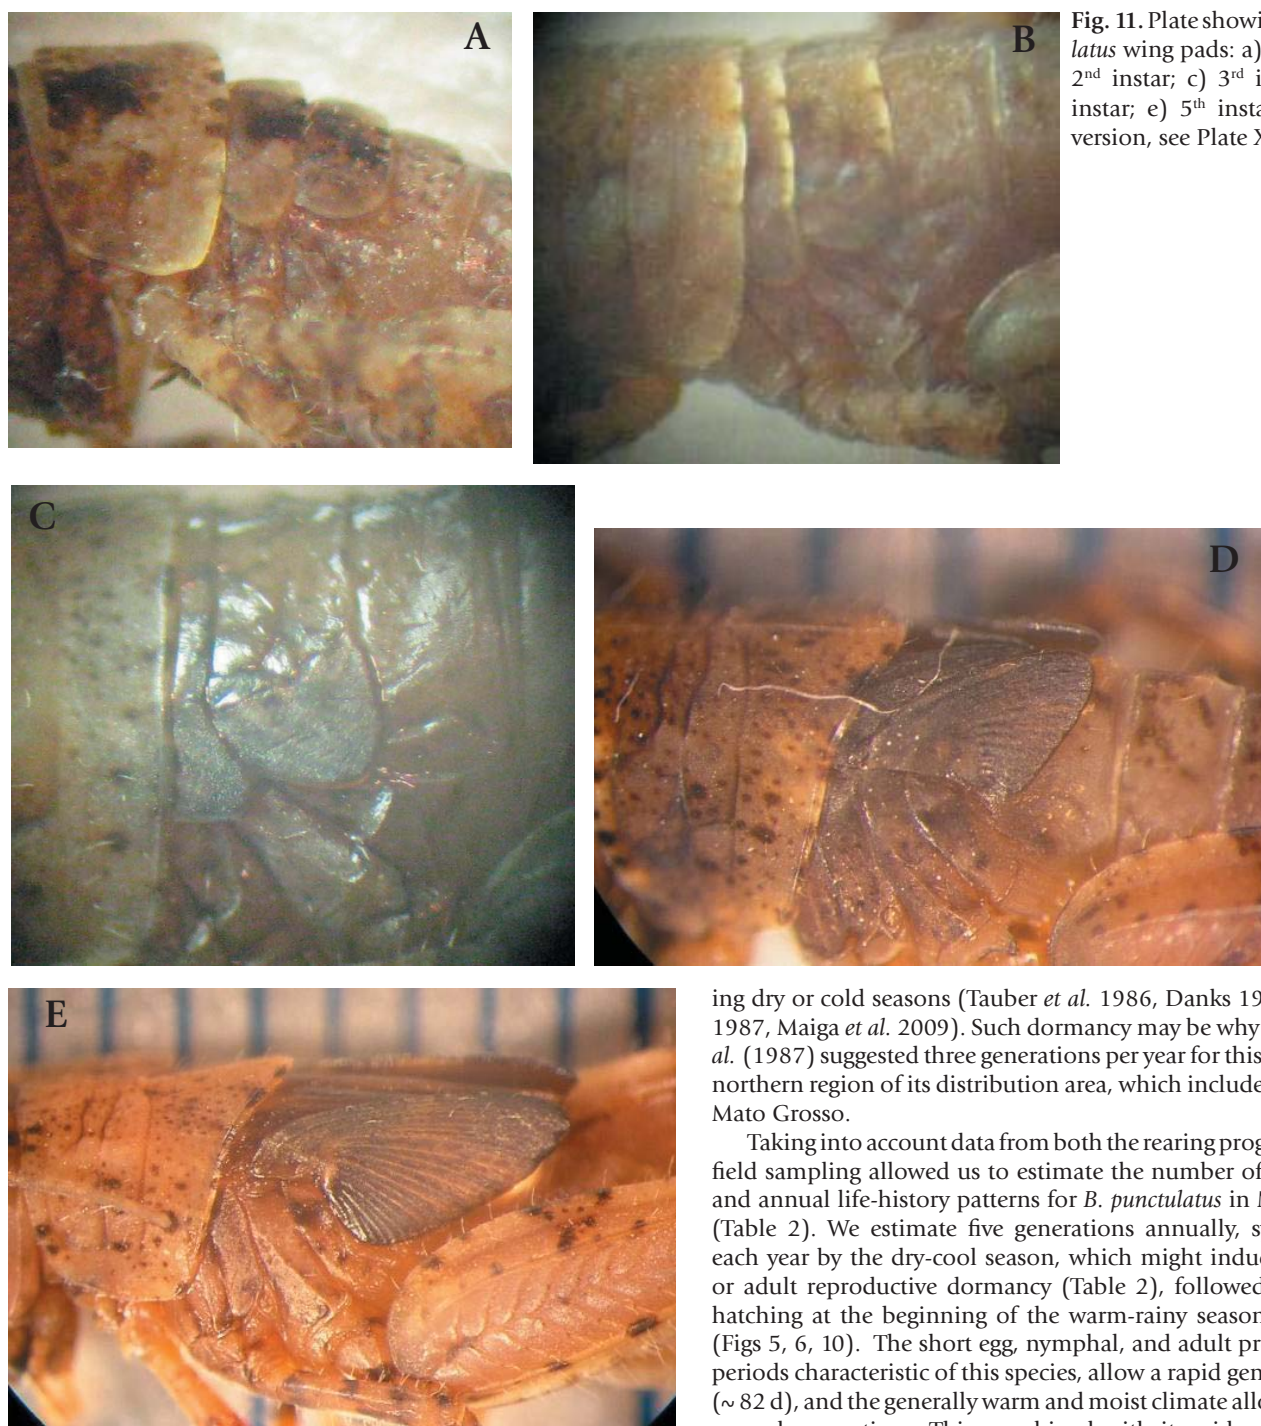 A
B
Fig. 11. Plate showi
latus wing pads: a)
2nd instar; c) 3rd i
instar; e) 5th insta
version, see Plate X
C
D
E
ing dry or cold seasons (Tauber et al. 1986, Danks 19
1987, Maiga et al. 2009). Such dormancy may be why
al. (1987) suggested three generations per year for this
northern region of its distribution area, which include
Mato Grosso.
Taking into account data from both the rearing prog
field sampling allowed us to estimate the number of
and annual life-history patterns for B. punctulatus in
(Table 2). We estimate five generations annually, s
each year by the dry-cool season, which might indu
or adult reproductive dormancy (Table 2), followed
hatching at the beginning of the warm-rainy season
(Figs 5, 6, 10). The short egg, nymphal, and adult pr
periods characteristic of this species, allow a rapid gen
(~ 82 d), and the generally warm and moist climate allo